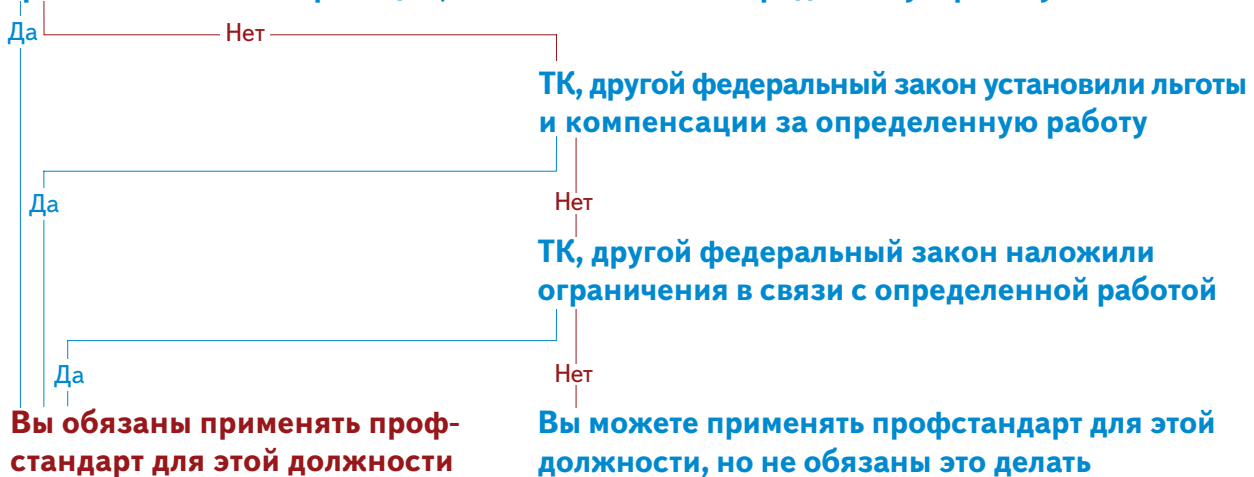 Да
Нет
ТК, другой федеральный закон установили льготы
и компенсации за определенную работу
Да
Нет
ТК, другой федеральный закон наложили
ограничения в связи с определенной работой
Да
Нет
Вы обязаны применять проф-
стандарт для этой должности
Вы можете применять профстандарт для этой
должности, но не обязаны это делать